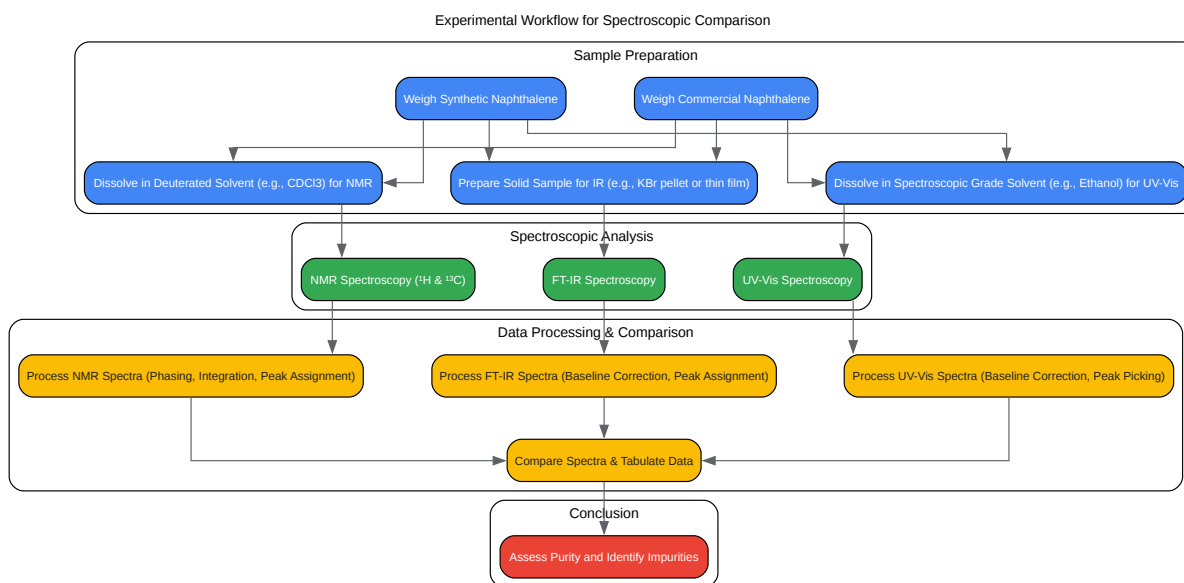 Experimental Workflow for Spectroscopic Comparison
Sample Preparation
Weigh Synthetic Naphthalene
Weigh Commercial Naphthalene
Dissolve in Deuterated Solvent (e.g., CDCl3) for NMR
Prepare Solid Sample for IR (e.g., KBr pellet or thin film)
Dissolve in Spectroscopic Grade Solvent (e.g., Ethanol) for UV-Vis
Spectroscopic Analysis
NMR Spectroscopy (¹H & ¹³C)
FT-IR Spectroscopy
UV-Vis Spectroscopy
Data Processing & Comparison
Process NMR Spectra (Phasing, Integration, Peak Assignment)
Process FT-IR Spectra (Baseline Correction, Peak Assignment)
Process UV-Vis Spectra (Baseline Correction, Peak Picking)
Compare Spectra & Tabulate Data
Conclusion
Assess Purity and Identify Impurities